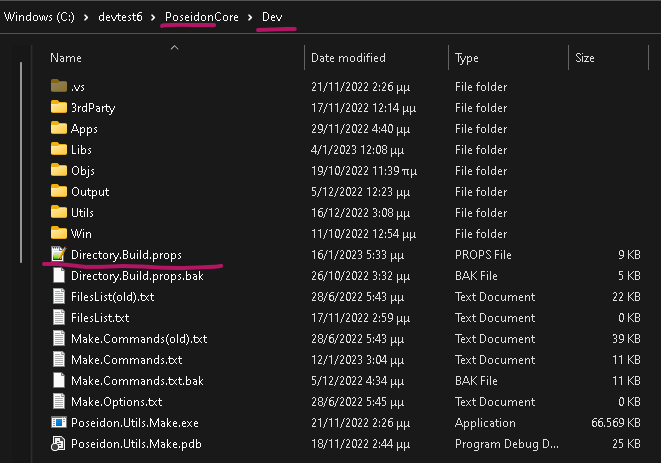 Windows (C:) > devtest6 > PoseidonCore > Dev >
Name Date modified Type Size
.vs 21/11/2022 2:26 μμ File folder
3rdParty 17/11/2022 12:14 μμ File folder
Apps 29/11/2022 4:40 μμ File folder
Libs 4/1/2023 12:08 μμ File folder
Objs 19/10/2022 11:39 πμ File folder
Output 5/12/2022 12:23 μμ File folder
Utils 16/12/2022 3:08 μμ File folder
Win 11/10/2022 12:54 μμ File folder
Directory.Build.props 16/1/2023 5:33 μμ PROPS File 9 KB
Directory.Build.props.bak 26/10/2022 3:32 μμ BAK File 5 KB
FilesList(old).txt 28/6/2022 5:43 μμ Text Document 22 KB
FilesList.txt 17/11/2022 2:59 μμ Text Document 0 KB
Make.Commands(old).txt 28/6/2022 5:43 μμ Text Document 39 KB
Make.Commands.txt 12/1/2023 3:04 μμ Text Document 11 KB
Make.Commands.txt.bak 5/12/2022 4:34 μμ BAK File 11 KB
Make.Options.txt 28/6/2022 5:45 μμ Text Document 0 KB
Poseidon.Utils.Make.exe 21/11/2022 2:26 μμ Application 66.569 KB
Poseidon.Utils.Make.pdb 18/11/2022 2:44 μμ Program Debug D... 25 KB